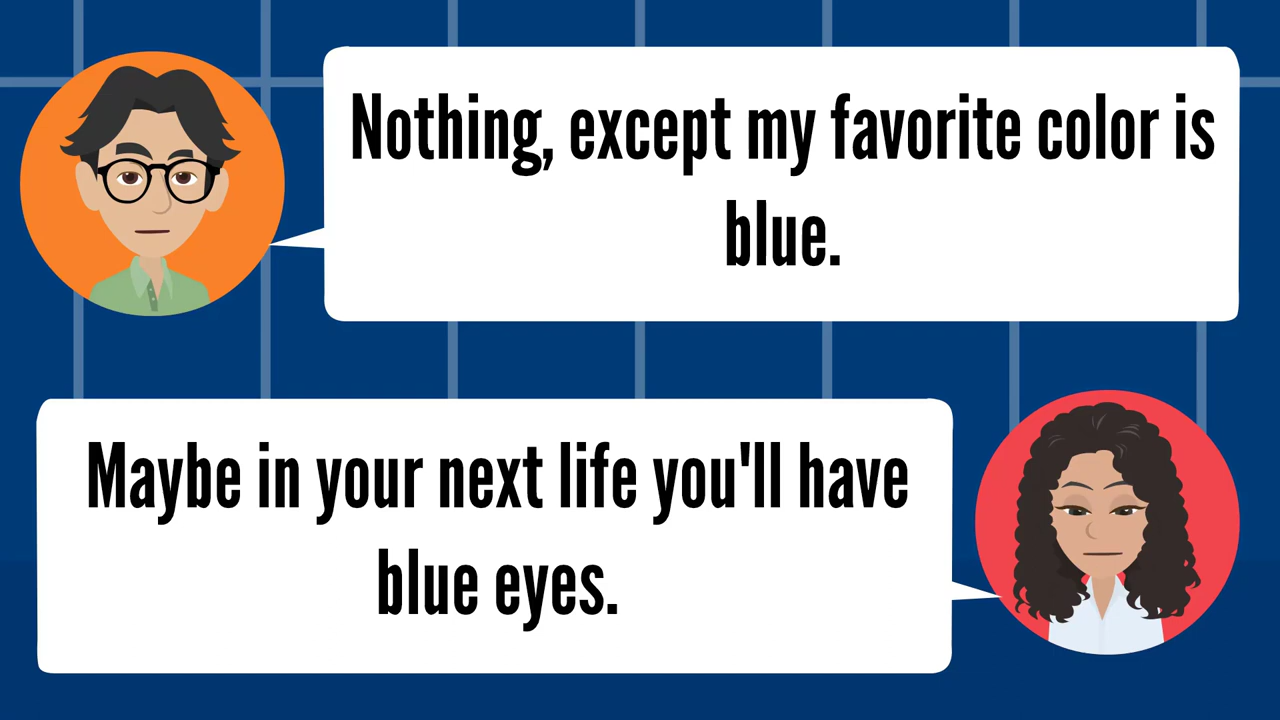 Nothing, except my favorite color is
blue.
Maybe in your next life you'll have
blue eyes.